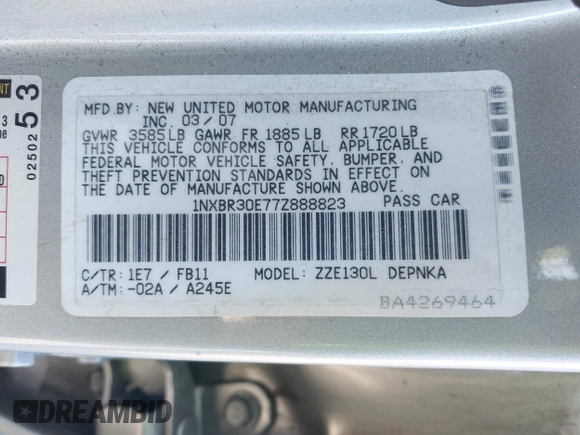 MFD.BY: NEW UNITED MOTOR MANUFACTURING
INC. 03/07
GVWR 3585LB GAWR FR 1885LB RR1720LB
THIS VEHICLE CONFORMS TO ALL APPLICABLE
FEDERAL MOTOR VEHICLE SAFETY, BUMPER, AND
THEFT PREVENTION STANDARDS IN EFFECT ON
THE DATE OF MANUFACTURE SHOWN ABOVE.
1NXBR30E77Z888823 PASS CAR
C/TR: 1E7 / FB11 MODEL: ZZE130L DEPNKA
A/TM: -02A / A245E
BA4269464
02502
53
DREAMBID